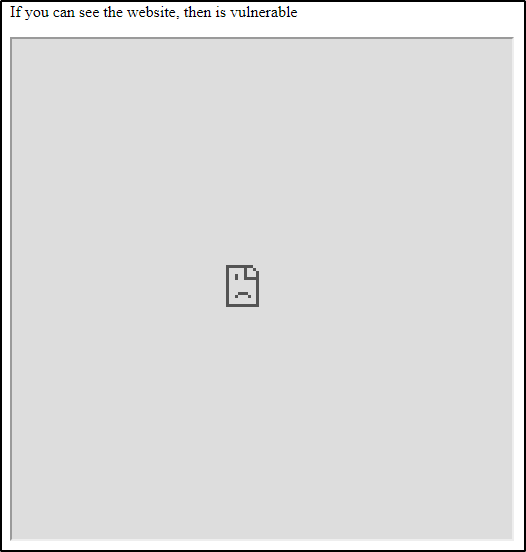 If you can see the website, then is vulnerable